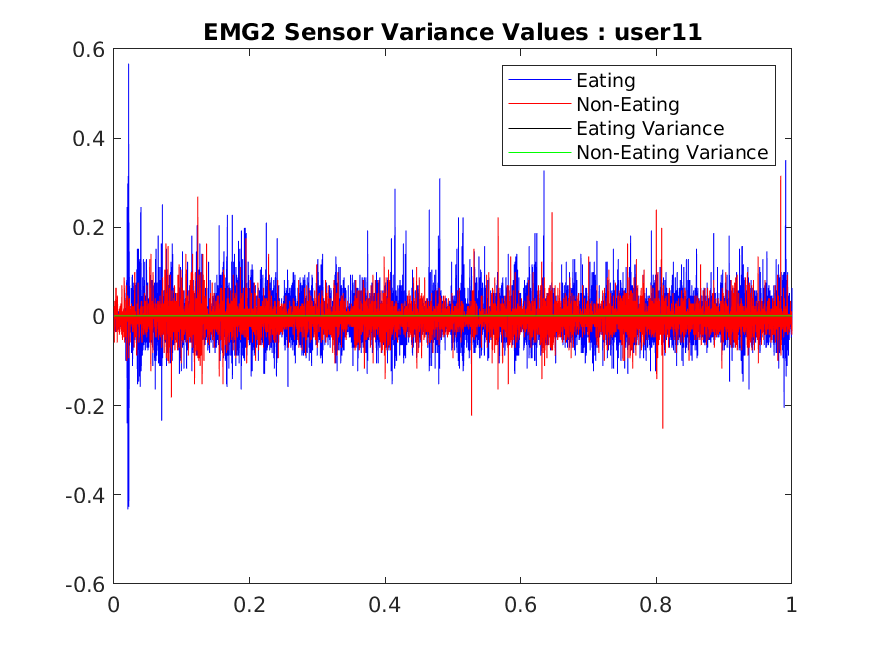 EMG2 Sensor Variance Values : user11
0.6
Eating
Non-Eating
Eating Variance
Non-Eating Variance
0.4
0.2
0
-0.2
-0.4
-0.6
0 0.2 0.4 0.6 0.8 1